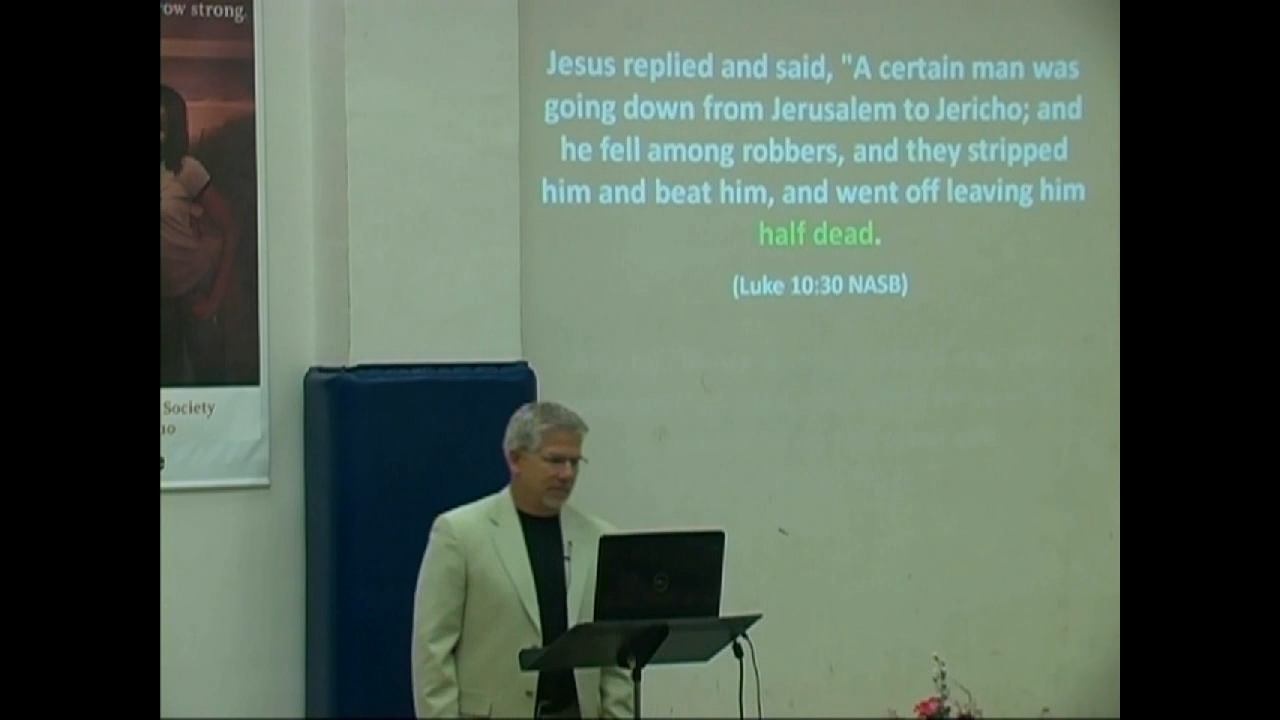 ow strong.
Jesus replied and said, "A certain man was
going down from Jerusalem to Jericho; and
he fell among robbers, and they stripped
him and beat him, and went off leaving him
half dead.
(Luke 10:30 NASB)
Society